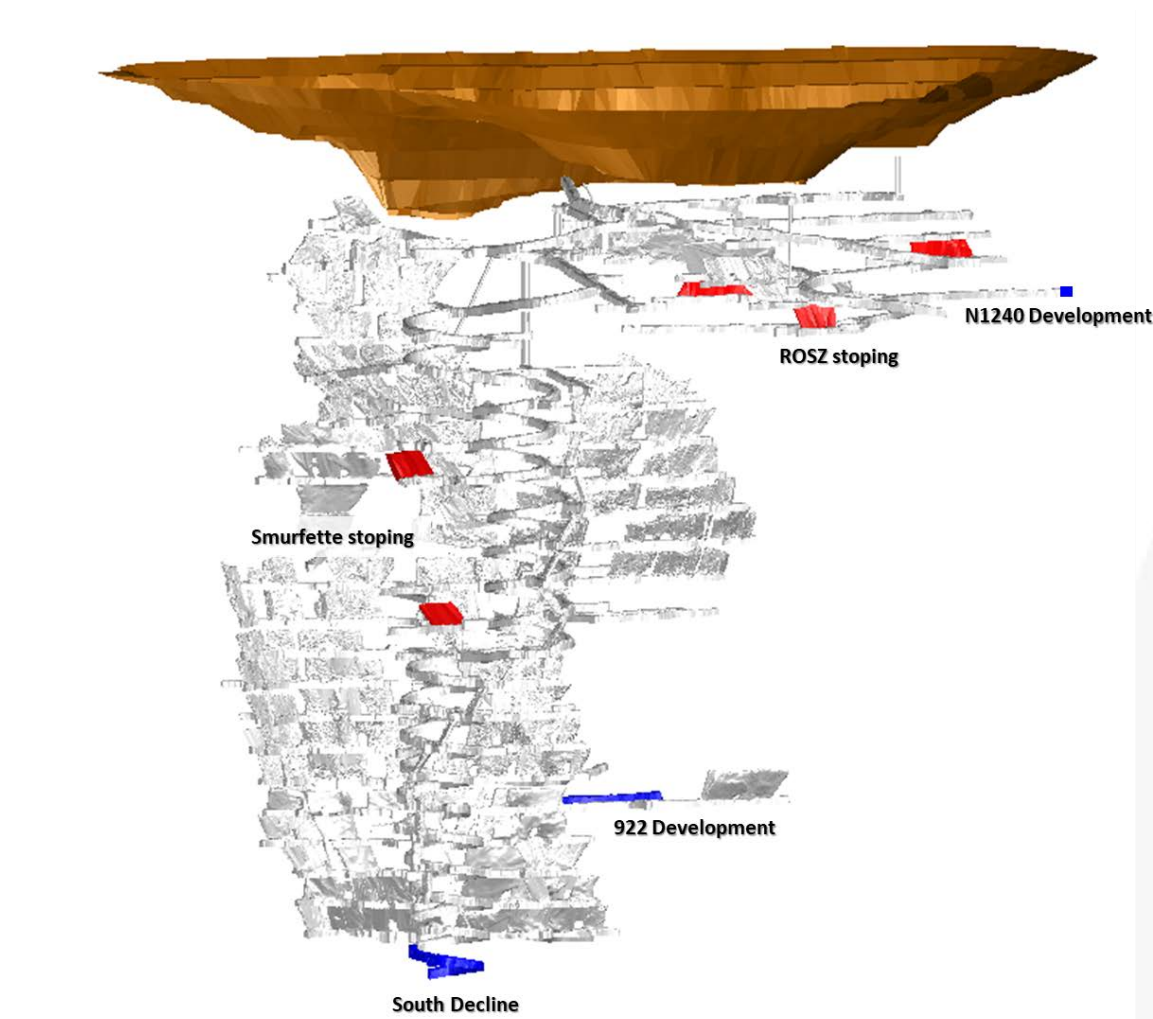 N1240 Development
ROSZ stoping
Smurfette stoping
922 Development
South Decline